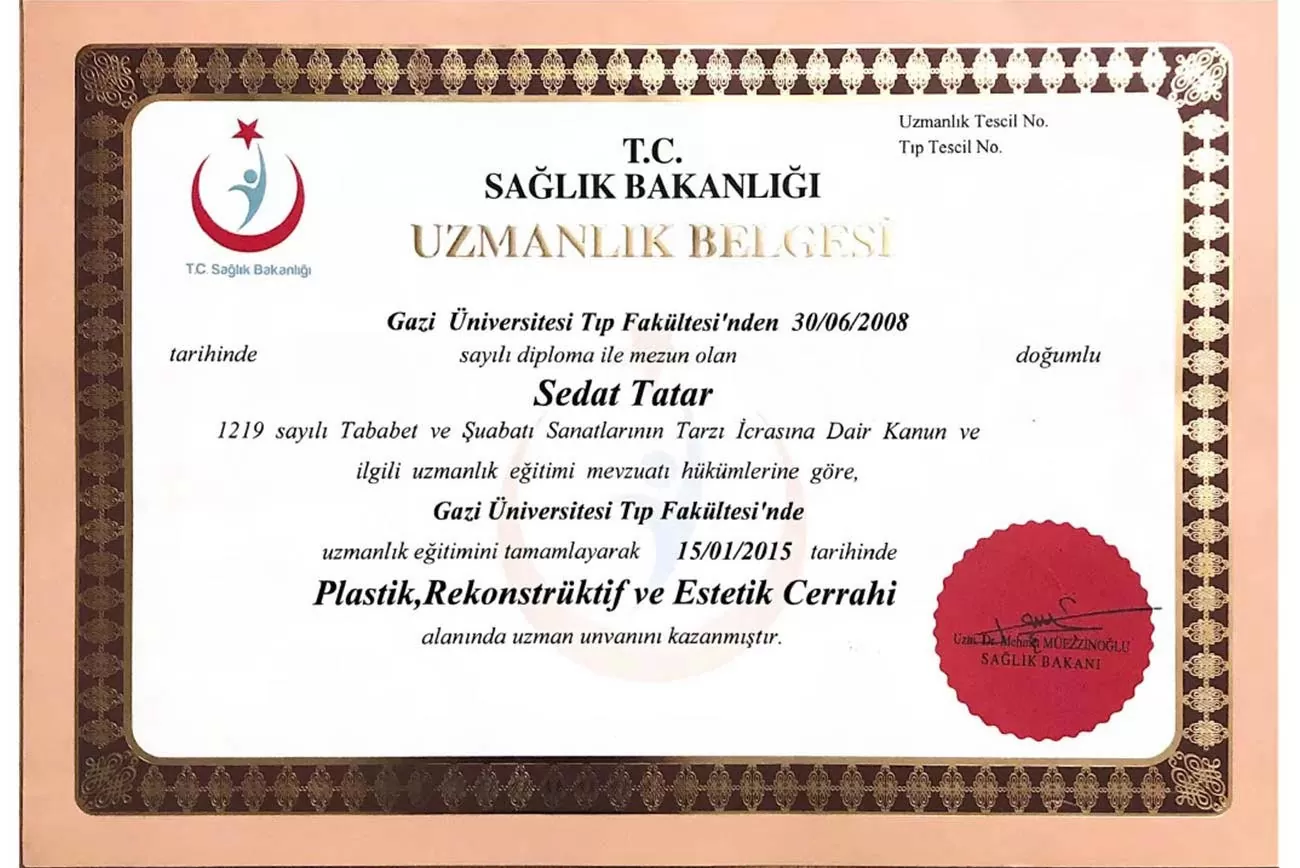 Uzmanlık Tescil No.
Tıp Tescil No.
T.C.
SAĞLIK BAKANLIĞI
UZMANLIK BELGESİ
T.C. Sağlık Bakanlığı
Gazi Üniversitesi Tıp Fakültesi'nden 30/06/2008
tarihinde sayılı diploma ile mezun olan doğumlu
Sedat Tatar
1219 sayılı Tababet ve Şuabatı Sanatlarının Tarzı İcrasına Dair Kanun ve
ilgili uzmanlık eğitimi mevzuatı hükümlerine göre,
Gazi Üniversitesi Tıp Fakültesi'nde
uzmanlık eğitimini tamamlayarak 15/01/2015 tarihinde
Plastik,Rekonstrüktif ve Estetik Cerrahi
alanında uzman unvanını kazanmıştır.
Uzm. Dr. Mehmet MÜEZZİNOĞLU
SAĞLIK BAKANI